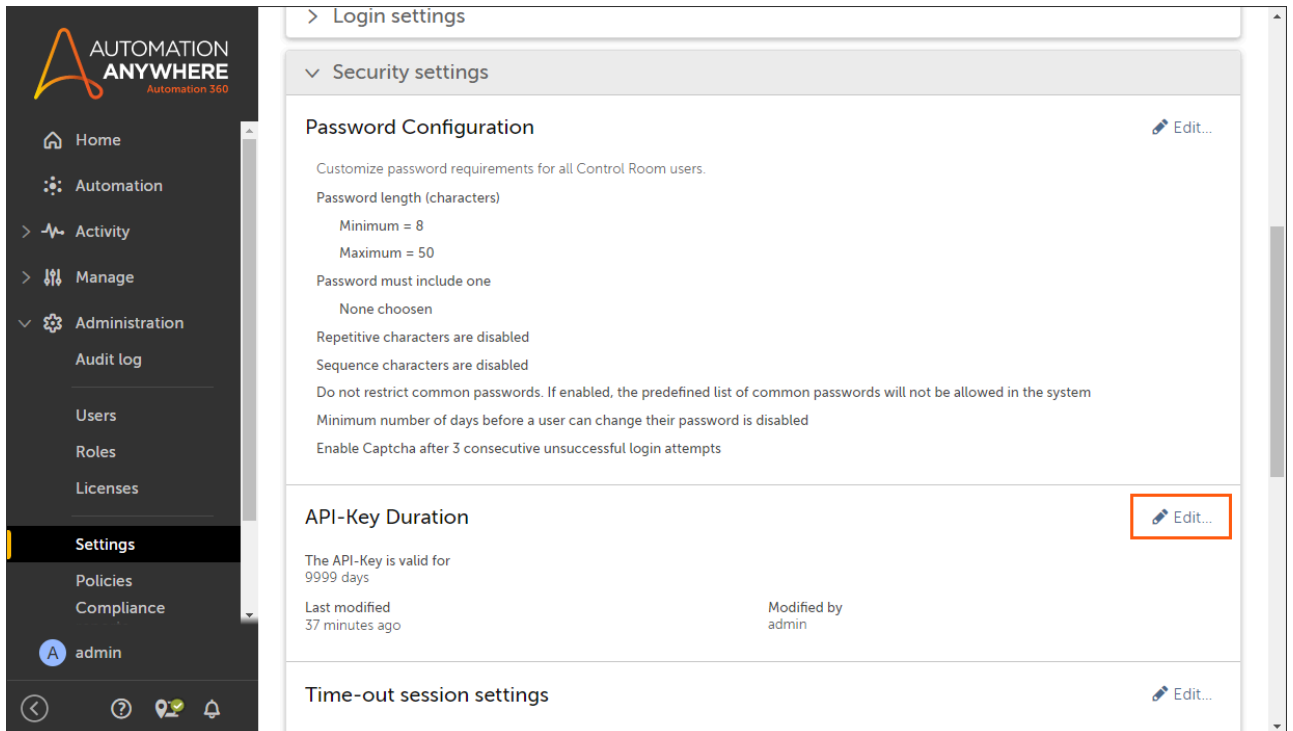 AUTOMATION
ANYWHERE
Automation 360
Home
Automation
Activity
Manage
Administration
Audit log
Users
Roles
Licenses
Settings
Policies
Compliance
A admin
Login settings
Security settings
Password Configuration
Edit...
Customize password requirements for all Control Room users.
Password length (characters)
Minimum = 8
Maximum = 50
Password must include one
None choosen
Repetitive characters are disabled
Sequence characters are disabled
Do not restrict common passwords. If enabled, the predefined list of common passwords will not be allowed in the system
Minimum number of days before a user can change their password is disabled
Enable Captcha after 3 consecutive unsuccessful login attempts
API-Key Duration
Edit...
The API-Key is valid for
9999 days
Last modified
37 minutes ago
Modified by
admin
Time-out session settings
Edit...